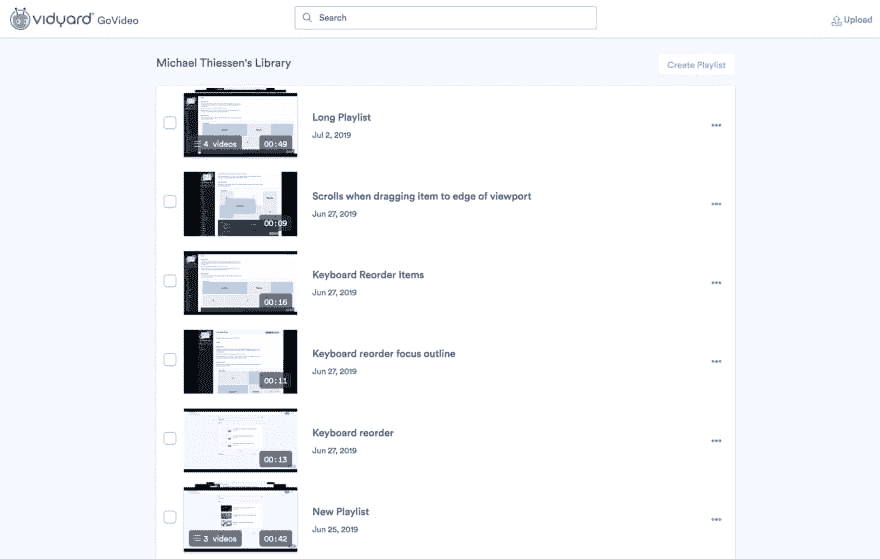 vidyard GoVideo
Search
Upload
Michael Thiessen's Library
Create Playlist
Long Playlist
Jul 2, 2019
4 videos 00:49
Scrolls when dragging item to edge of viewport
Jun 27, 2019
00:09
Keyboard Reorder Items
Jun 27, 2019
00:16
Keyboard reorder focus outline
Jun 27, 2019
00:11
Keyboard reorder
Jun 27, 2019
00:13
New Playlist
Jun 25, 2019
3 videos 00:42